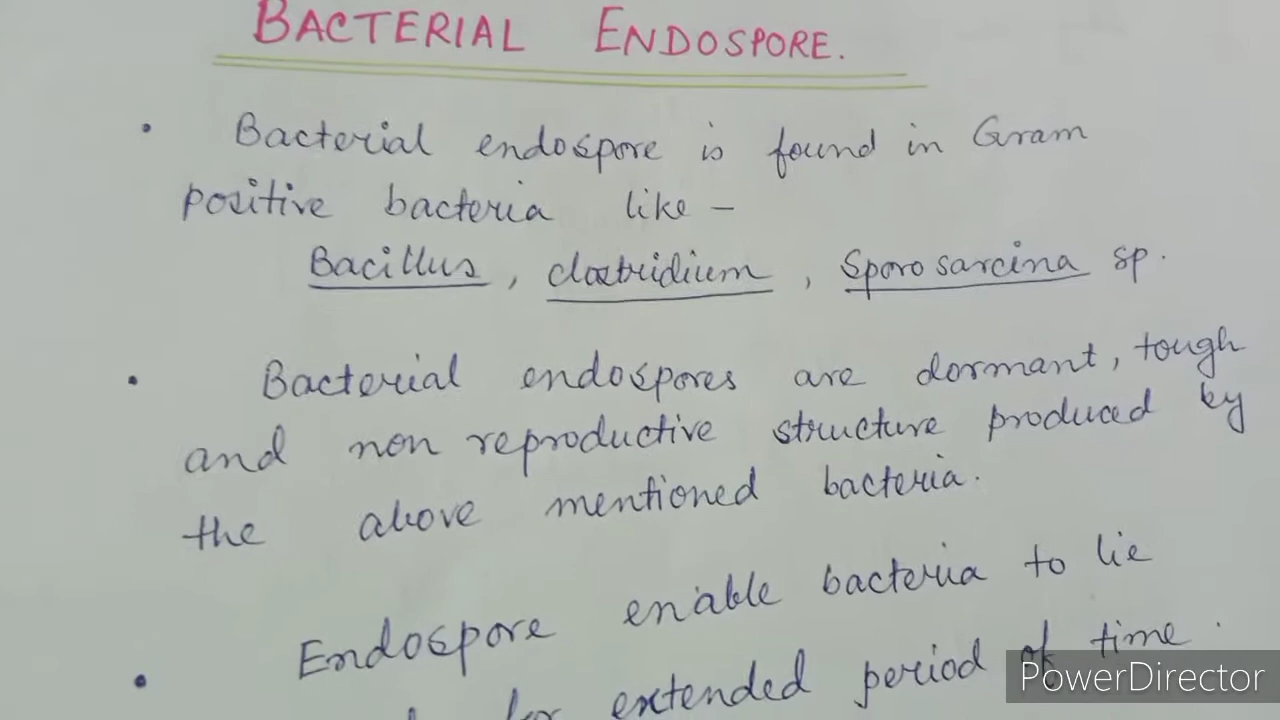 BACTERIAL ENDOSPORE.
• Bacterial endospore is found in Gram
positive bacteria like –
Bacillus, clostridium, Sporosarcina sp.
• Bacterial endospores are dormant, tough
and non reproductive structure produced by
the above mentioned bacteria.
• Endospore enable bacteria to lie
for extended period of time.
PowerDirector